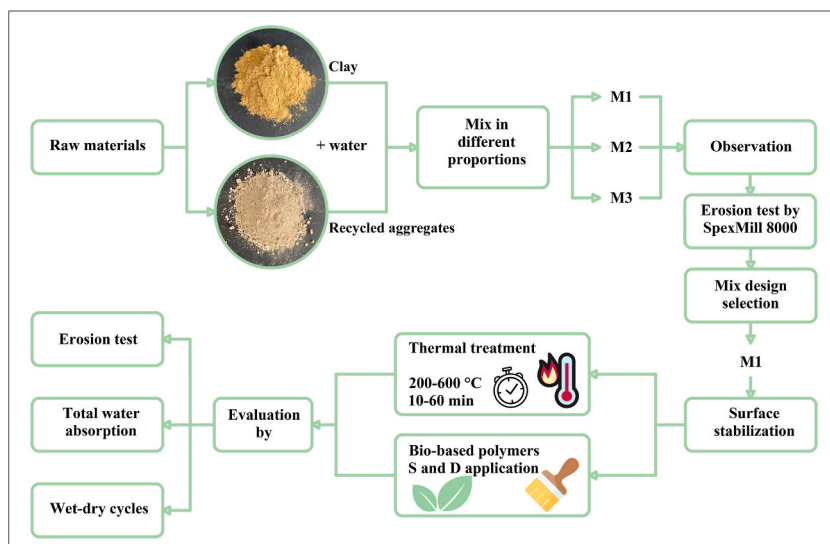 Raw materials
Clay
+ water
Recycled aggregates
Mix in
different
proportions
M1
M2
M3
Observation
Erosion test by
SpexMill 8000
Mix design
selection
M1
Surface
stabilization
Thermal treatment
200-600 °C
10-60 min
Bio-based polymers
S and D application
Evaluation
by
Erosion test
Total water
absorption
Wet-dry cycles